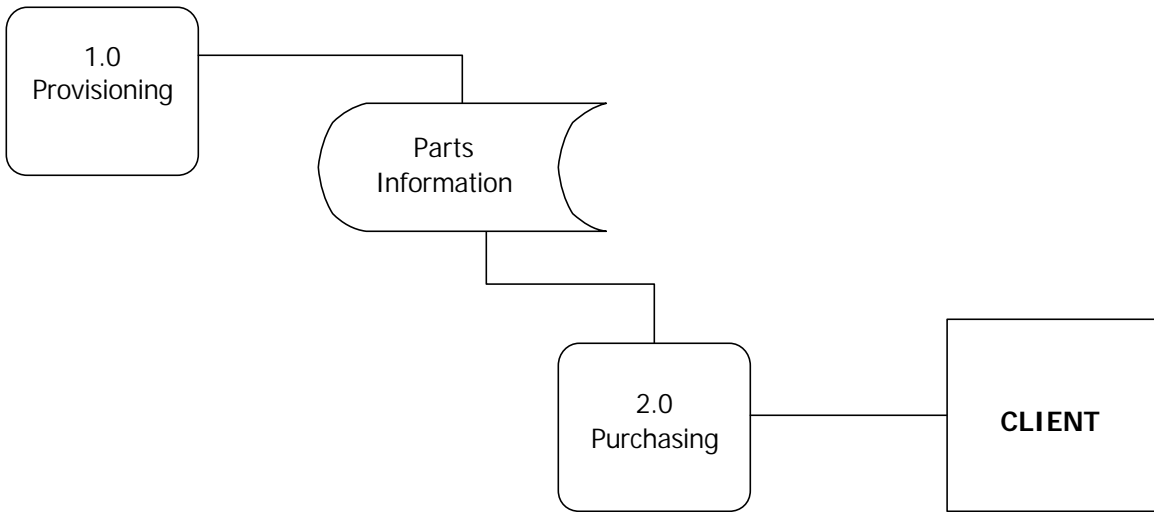 1.0
Provisioning
Parts
Information
2.0
Purchasing
CLIENT